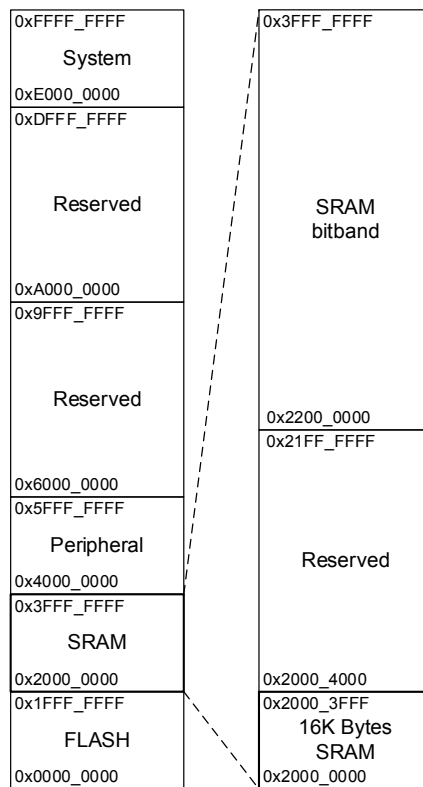 0xFFFF_FFFF
System
0xE000_0000
0xDFFF_FFFF
Reserved
0xA000_0000
0x9FFF_FFFF
Reserved
0x6000_0000
0x5FFF_FFFF
Peripheral
0x4000_0000
0x3FFF_FFFF
SRAM
0x2000_0000
0x1FFF_FFFF
FLASH
0x0000_0000
0x3FFF_FFFF
SRAM
bitband
0x2200_0000
0x21FF_FFFF
Reserved
0x2000_4000
0x2000_3FFF
16K Bytes
SRAM
0x2000_0000